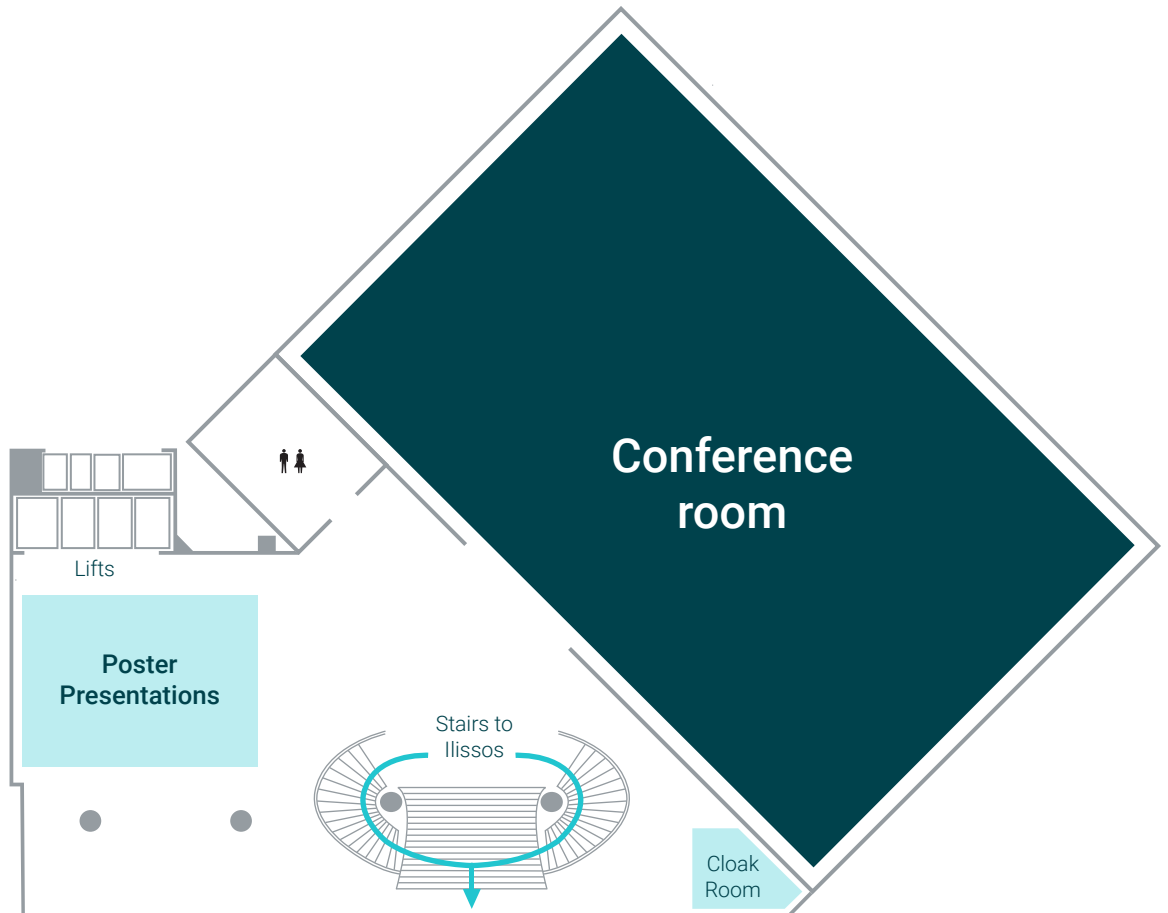 Conference
room
Lifts
Poster
Presentations
Stairs to
Ilissos
Cloak
Room